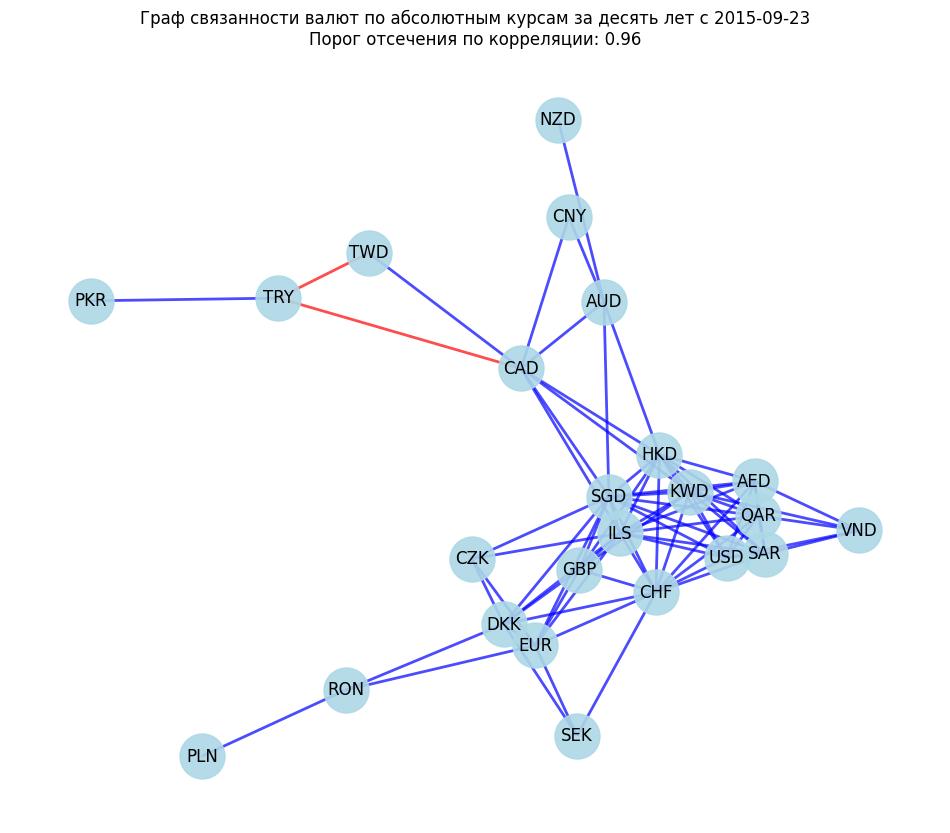 Граф связанности валют по абсолютным курсам за десять лет с 2015-09-23
Порог отсечения по корреляции: 0.96
NZD
CNY
TWD
TRY
PKR
AUD
CAD
HKD
AED
KWD
SGD
QAR
ILS
VND
SAR
USD
CZK
GBP
CHF
DKK
EUR
RON
SEK
PLN